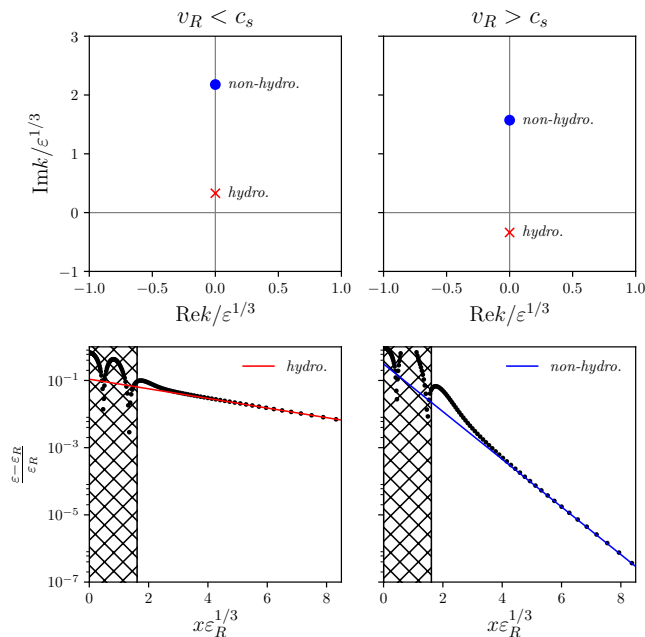 v_R < c_s
v_R > c_s
3
2
1
0
−1
Imk/ε^{1/3}
non-hydro.
hydro.
non-hydro.
hydro.
−1.0 −0.5 0.0 0.5 1.0
−1.0 −0.5 0.0 0.5 1.0
Rek/ε^{1/3}
Rek/ε^{1/3}
10^{−1}
10^{−3}
10^{−5}
10^{−7}
\frac{ε−ε_R}{ε_R}
hydro.
non-hydro.
0 2 4 6 8
0 2 4 6 8
xε_R^{1/3}
xε_R^{1/3}